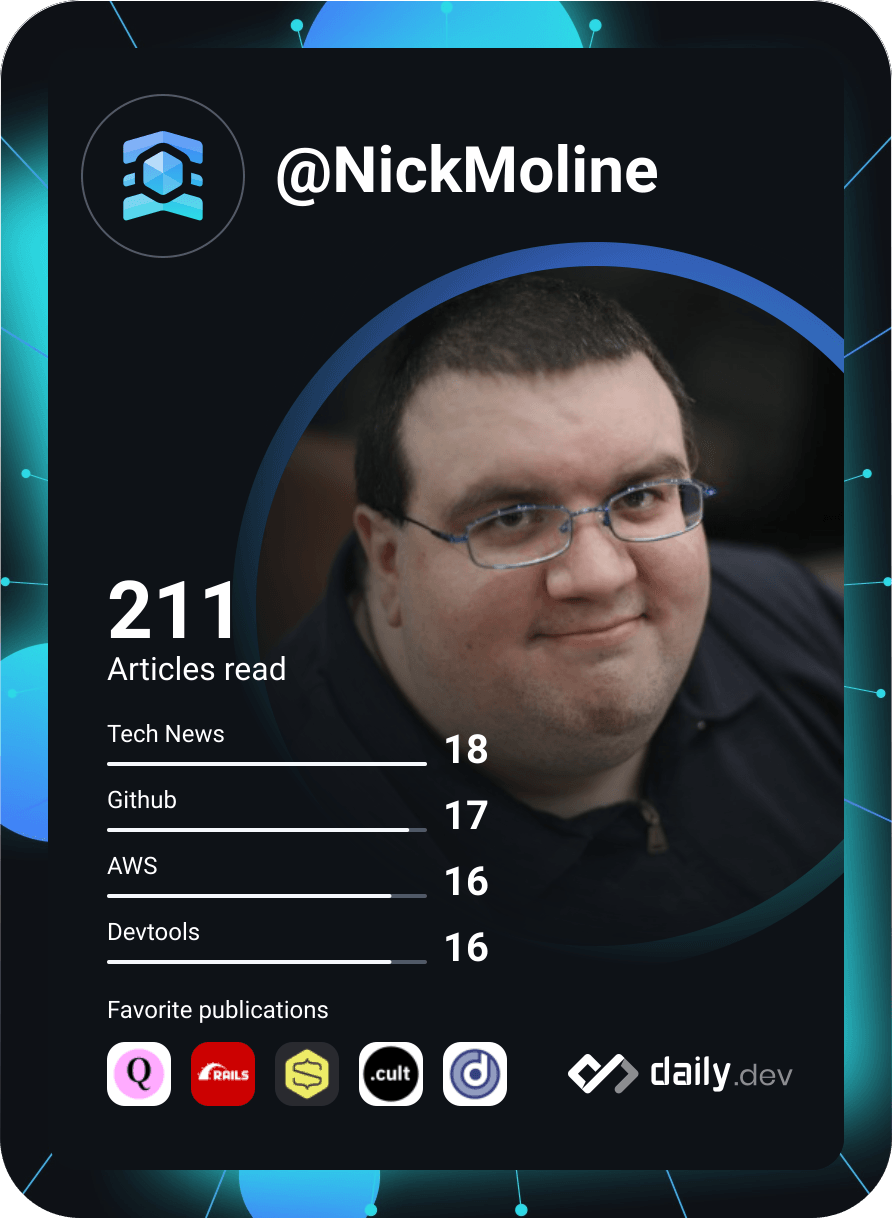 @NickMoline
211
Articles read
Tech News
18
Github
17
AWS
16
Devtools
16
Favorite publications
Q
RAILS
S
.cult
d
daily.dev